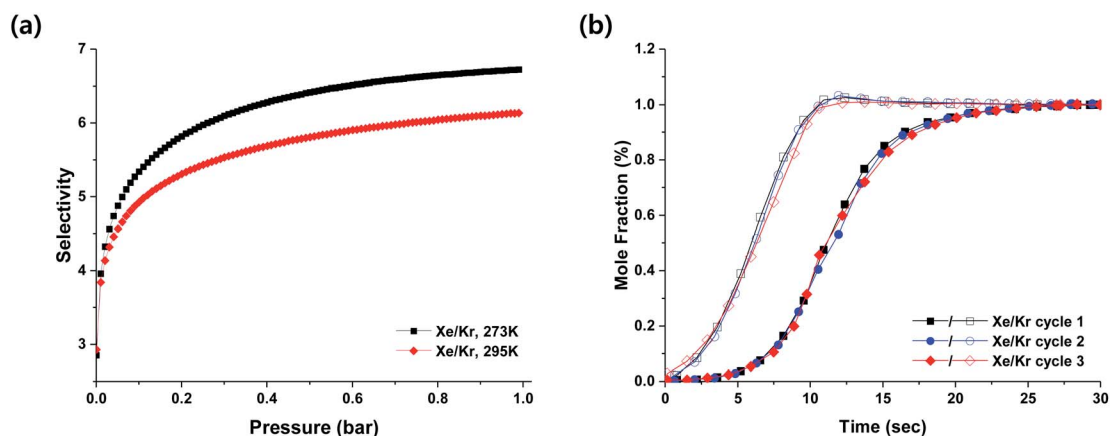 (a)
7
6
5
4
3
Selectivity
0.0 0.2 0.4 0.6 0.8 1.0
Pressure (bar)
Xe/Kr, 273K
Xe/Kr, 295K
(b)
1.2
1.0
0.8
0.6
0.4
0.2
0.0
Mole Fraction (%)
0 5 10 15 20 25 30
Time (sec)
/ Xe/Kr cycle 1
/ Xe/Kr cycle 2
/ Xe/Kr cycle 3